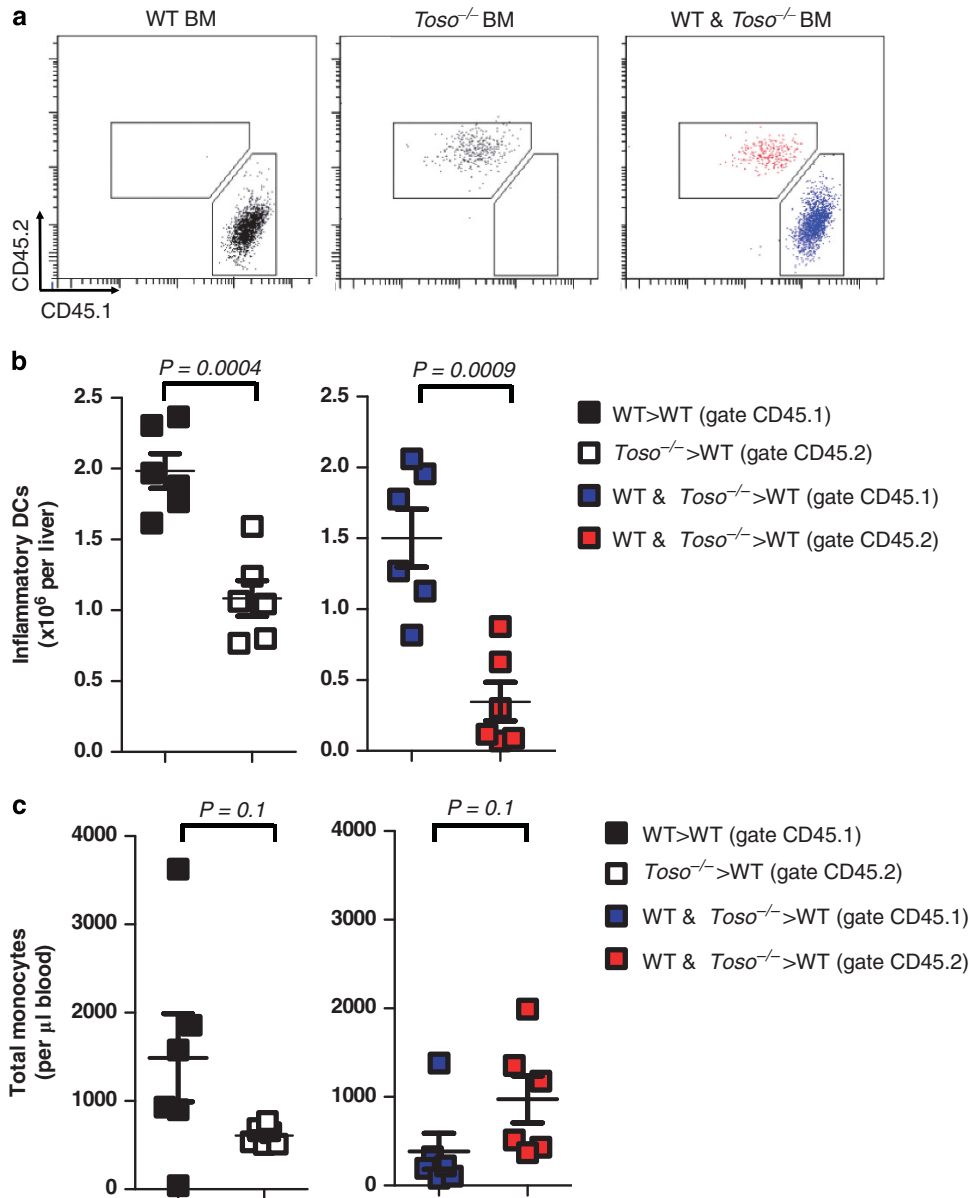 a
WT BM
Toso–/– BM
WT & Toso–/– BM
CD45.2
CD45.1
b
P = 0.0004
P = 0.0009
Inflammatory DCs
(x10⁶ per liver)
2.5
2.0
1.5
1.0
0.5
0.0
2.5
2.0
1.5
1.0
0.5
0.0
WT>WT (gate CD45.1)
Toso–/–>WT (gate CD45.2)
WT & Toso–/–>WT (gate CD45.1)
WT & Toso–/–>WT (gate CD45.2)
c
P = 0.1
P = 0.1
Total monocytes
(per µl blood)
4000
3000
2000
1000
0
4000
3000
2000
1000
0
WT>WT (gate CD45.1)
Toso–/–>WT (gate CD45.2)
WT & Toso–/–>WT (gate CD45.1)
WT & Toso–/–>WT (gate CD45.2)